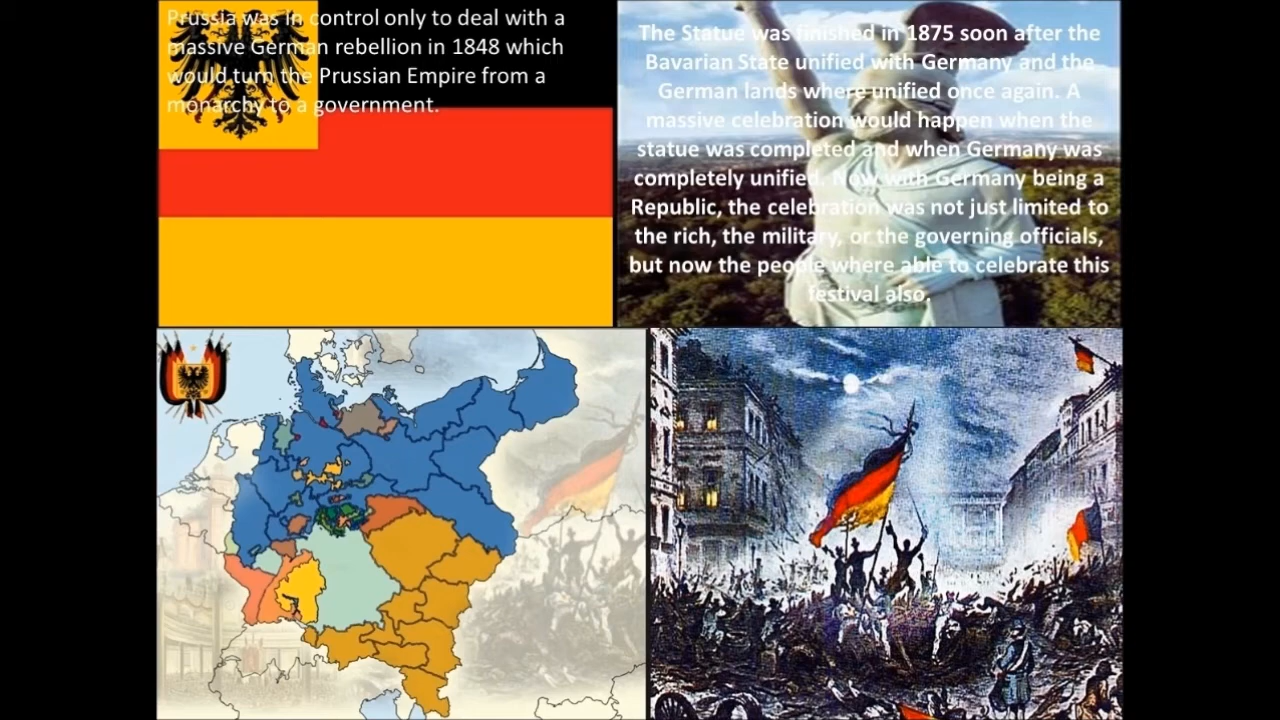 Prussia was in control only to deal with a
massive German rebellion in 1848 which
would turn the Prussian Empire from a
monarchy to a government.
The Statue was finished in 1875 soon after the
Bavarian State unified with Germany and the
German lands where unified once again. A
massive celebration would happen when the
statue was completed and when Germany was
completely unified. Now with Germany being a
Republic, the celebration was not just limited to
the rich, the military, or the governing officials,
but now the people where able to celebrate this
festival also.